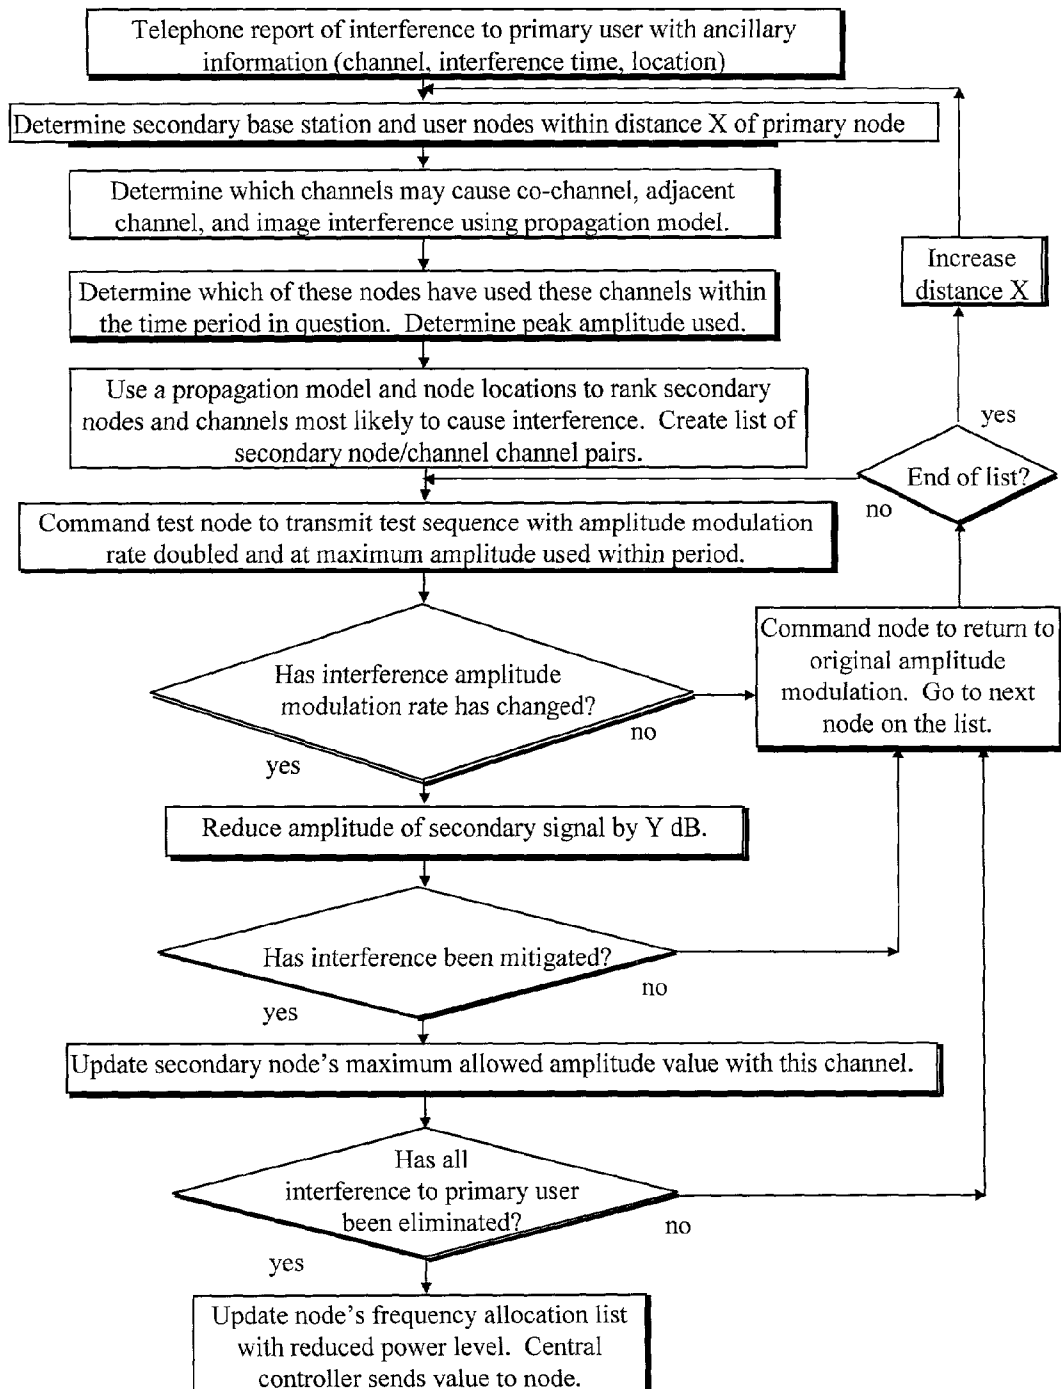 Telephone report of interference to primary user with ancillary
information (channel, interference time, location)
Determine secondary base station and user nodes within distance X of primary node
Determine which channels may cause co-channel, adjacent
channel, and image interference using propagation model.
Increase
distance X
Determine which of these nodes have used these channels within
the time period in question. Determine peak amplitude used.
Use a propagation model and node locations to rank secondary
nodes and channels most likely to cause interference. Create list of
secondary node/channel channel pairs.
yes
End of list?
no
Command test node to transmit test sequence with amplitude modulation
rate doubled and at maximum amplitude used within period.
Command node to return to
original amplitude
modulation. Go to next
node on the list.
Has interference amplitude
modulation rate has changed?
no
yes
Reduce amplitude of secondary signal by Y dB.
Has interference been mitigated?
no
yes
Update secondary node's maximum allowed amplitude value with this channel.
Has all
interference to primary user
been eliminated?
no
yes
Update node's frequency allocation list
with reduced power level. Central
controller sends value to node.